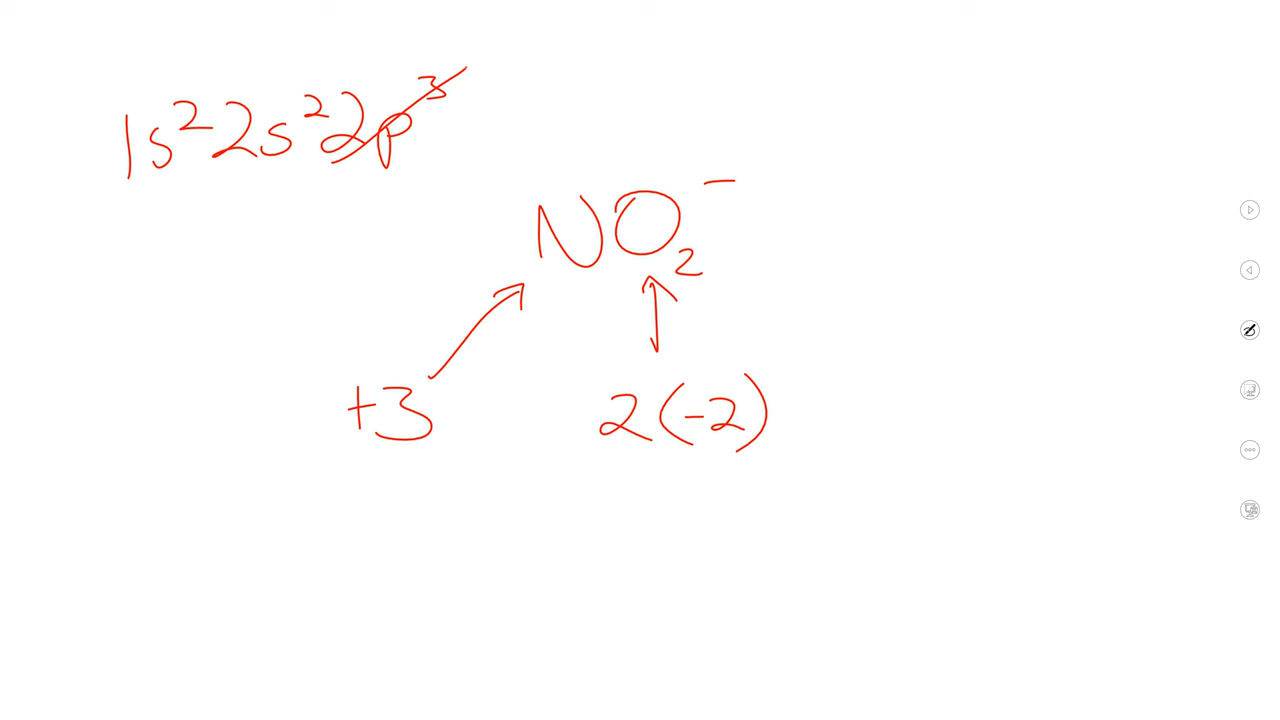 1s²2s²2p³
NO₂⁻
+3 2(-2)